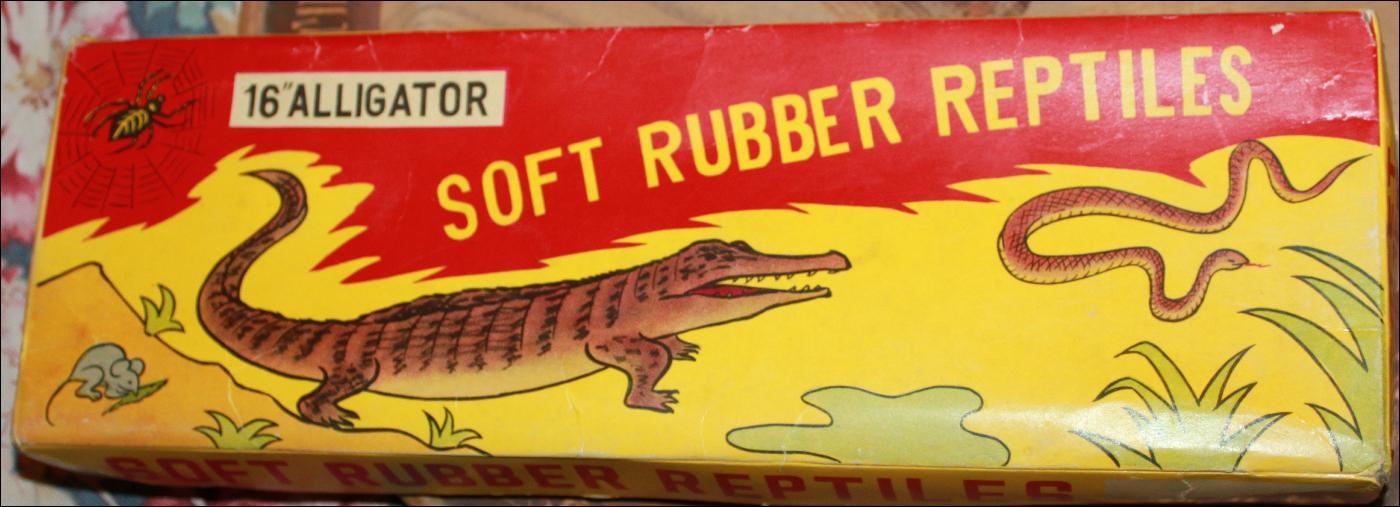 16"ALLIGATOR
SOFT RUBBER REPTILES
SOFT RUBBER REPTILES